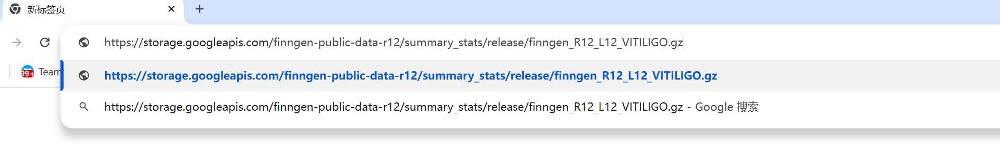 新标签页
https://storage.googleapis.com/finngen-public-data-r12/summary_stats/release/finngen_R12_L12_VITILIGO.gz
99+ Team
https://storage.googleapis.com/finngen-public-data-r12/summary_stats/release/finngen_R12_L12_VITILIGO.gz
https://storage.googleapis.com/finngen-public-data-r12/summary_stats/release/finngen_R12_L12_VITILIGO.gz - Google 搜索